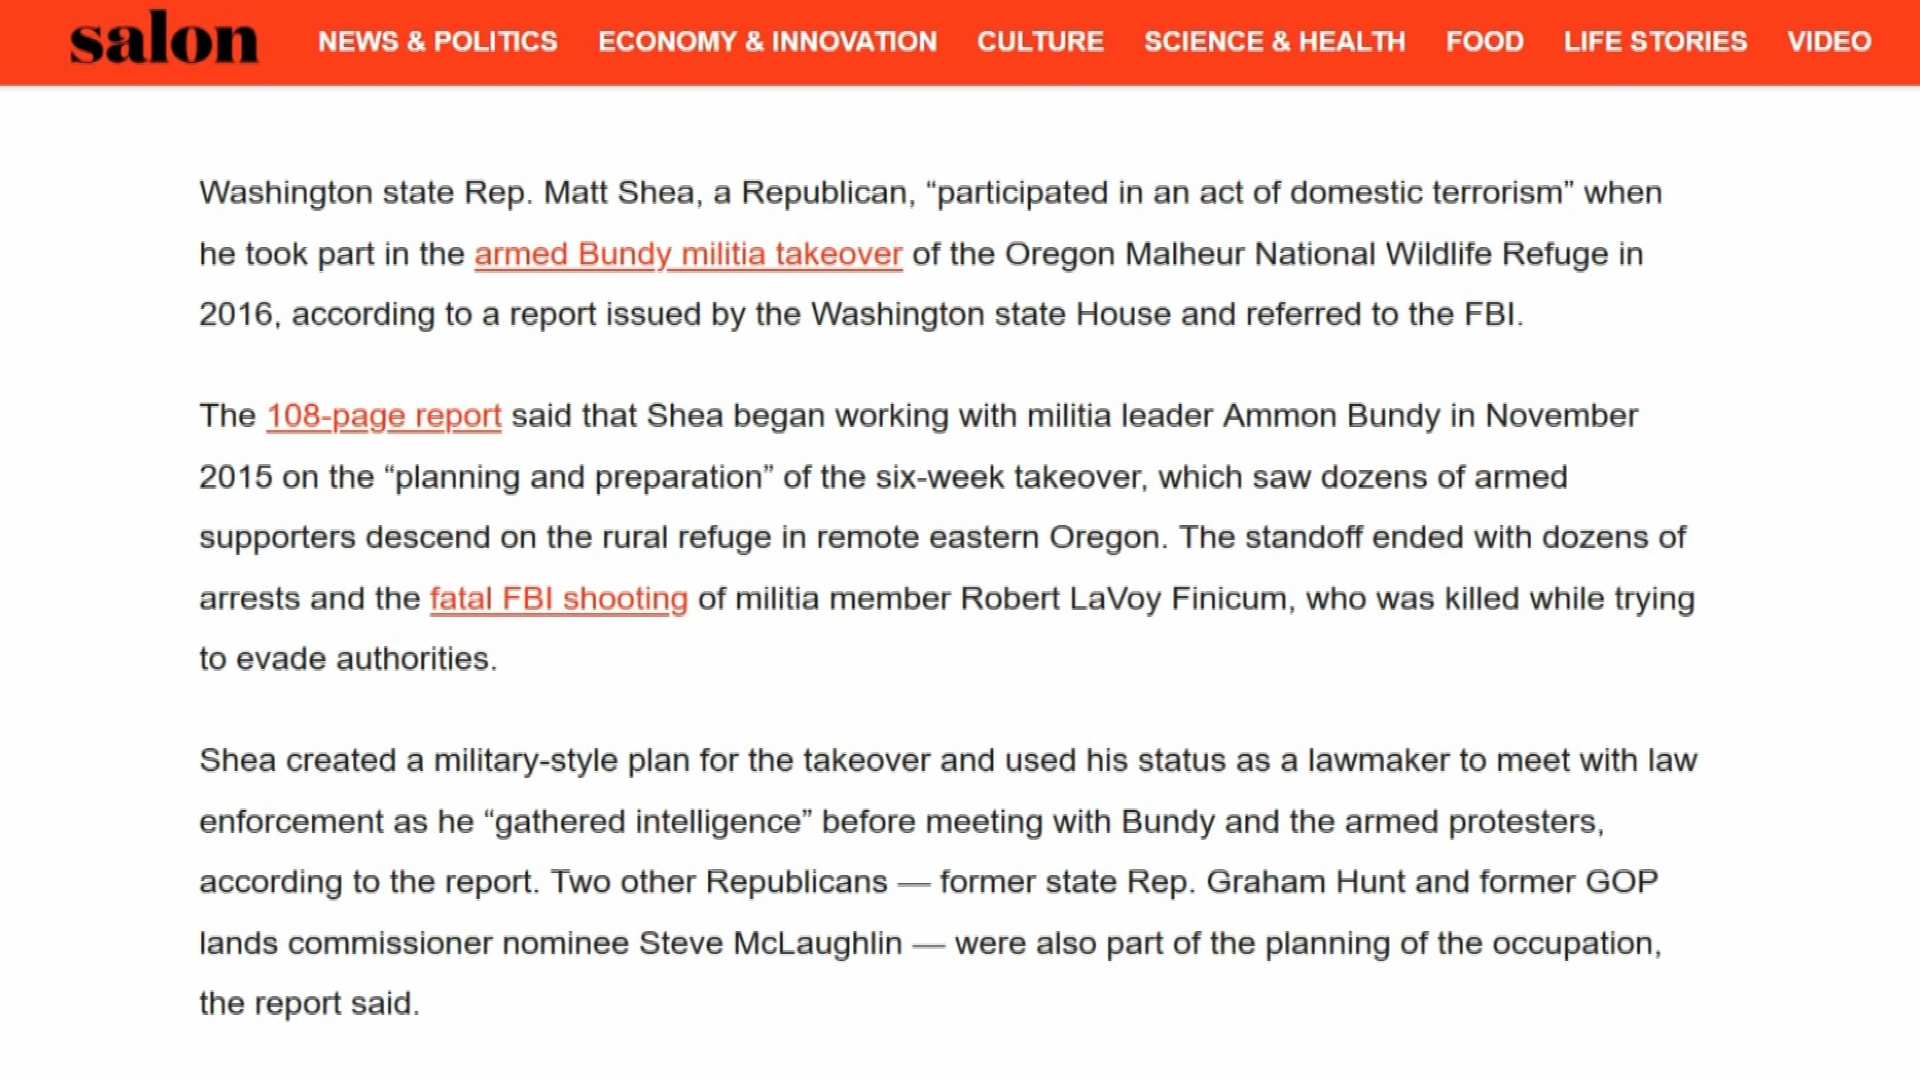 salon NEWS & POLITICS ECONOMY & INNOVATION CULTURE SCIENCE & HEALTH FOOD LIFE STORIES VIDEO
Washington state Rep. Matt Shea, a Republican, “participated in an act of domestic terrorism” when
he took part in the armed Bundy militia takeover of the Oregon Malheur National Wildlife Refuge in
2016, according to a report issued by the Washington state House and referred to the FBI.
The 108-page report said that Shea began working with militia leader Ammon Bundy in November
2015 on the “planning and preparation” of the six-week takeover, which saw dozens of armed
supporters descend on the rural refuge in remote eastern Oregon. The standoff ended with dozens of
arrests and the fatal FBI shooting of militia member Robert LaVoy Finicum, who was killed while trying
to evade authorities.
Shea created a military-style plan for the takeover and used his status as a lawmaker to meet with law
enforcement as he “gathered intelligence” before meeting with Bundy and the armed protesters,
according to the report. Two other Republicans — former state Rep. Graham Hunt and former GOP
lands commissioner nominee Steve McLaughlin — were also part of the planning of the occupation,
the report said.